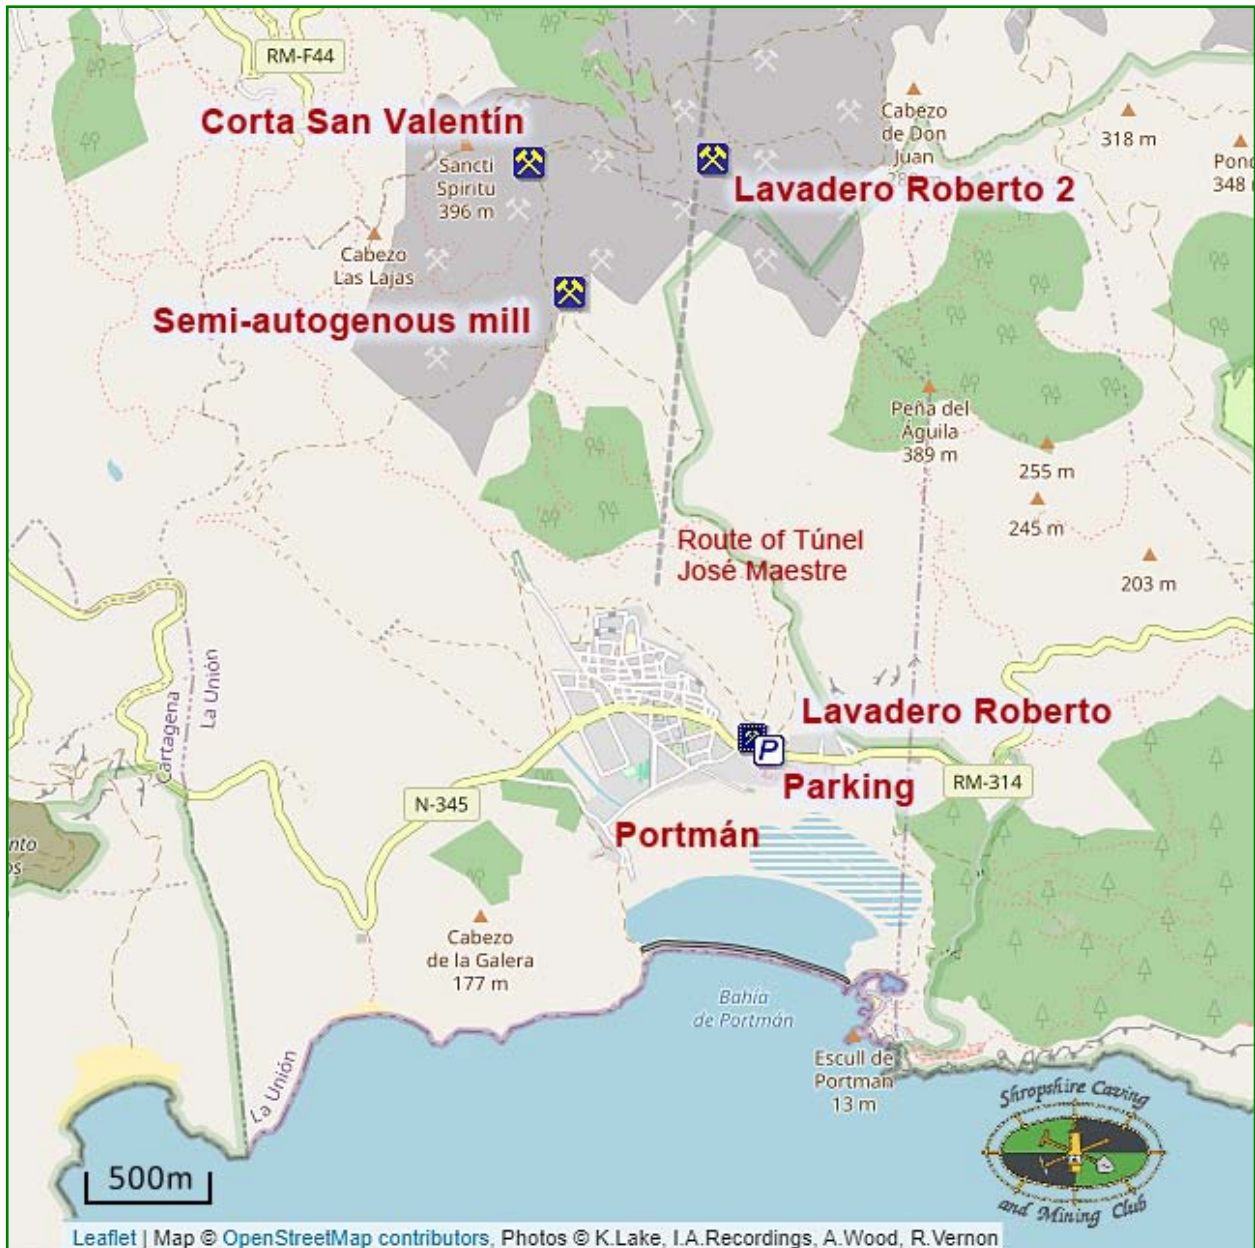 RM-F44
Corta San Valentín
Sancti
Spiritu
396 m
Cabezo
de Don
Juan
318 m
348
Lavadero Roberto 2
Cabezo
Las Lajas
Semi-autogenous mill
Peña del
Águila
389 m
255 m
245 m
203 m
Route of Túnel
José Maestre
Cartagena
La Unión
Lavadero Roberto
P
Parking
RM-314
N-345
Portmán
Cabezo
de la Galera
177 m
Bahía
de Portmán
Escull de
Portman
13 m
La Unión
Shropshire Caving
and Mining Club
500m
Leaflet | Map © OpenStreetMap contributors, Photos © K.Lake, I.A.Recordings, A.Wood, R.Vernon